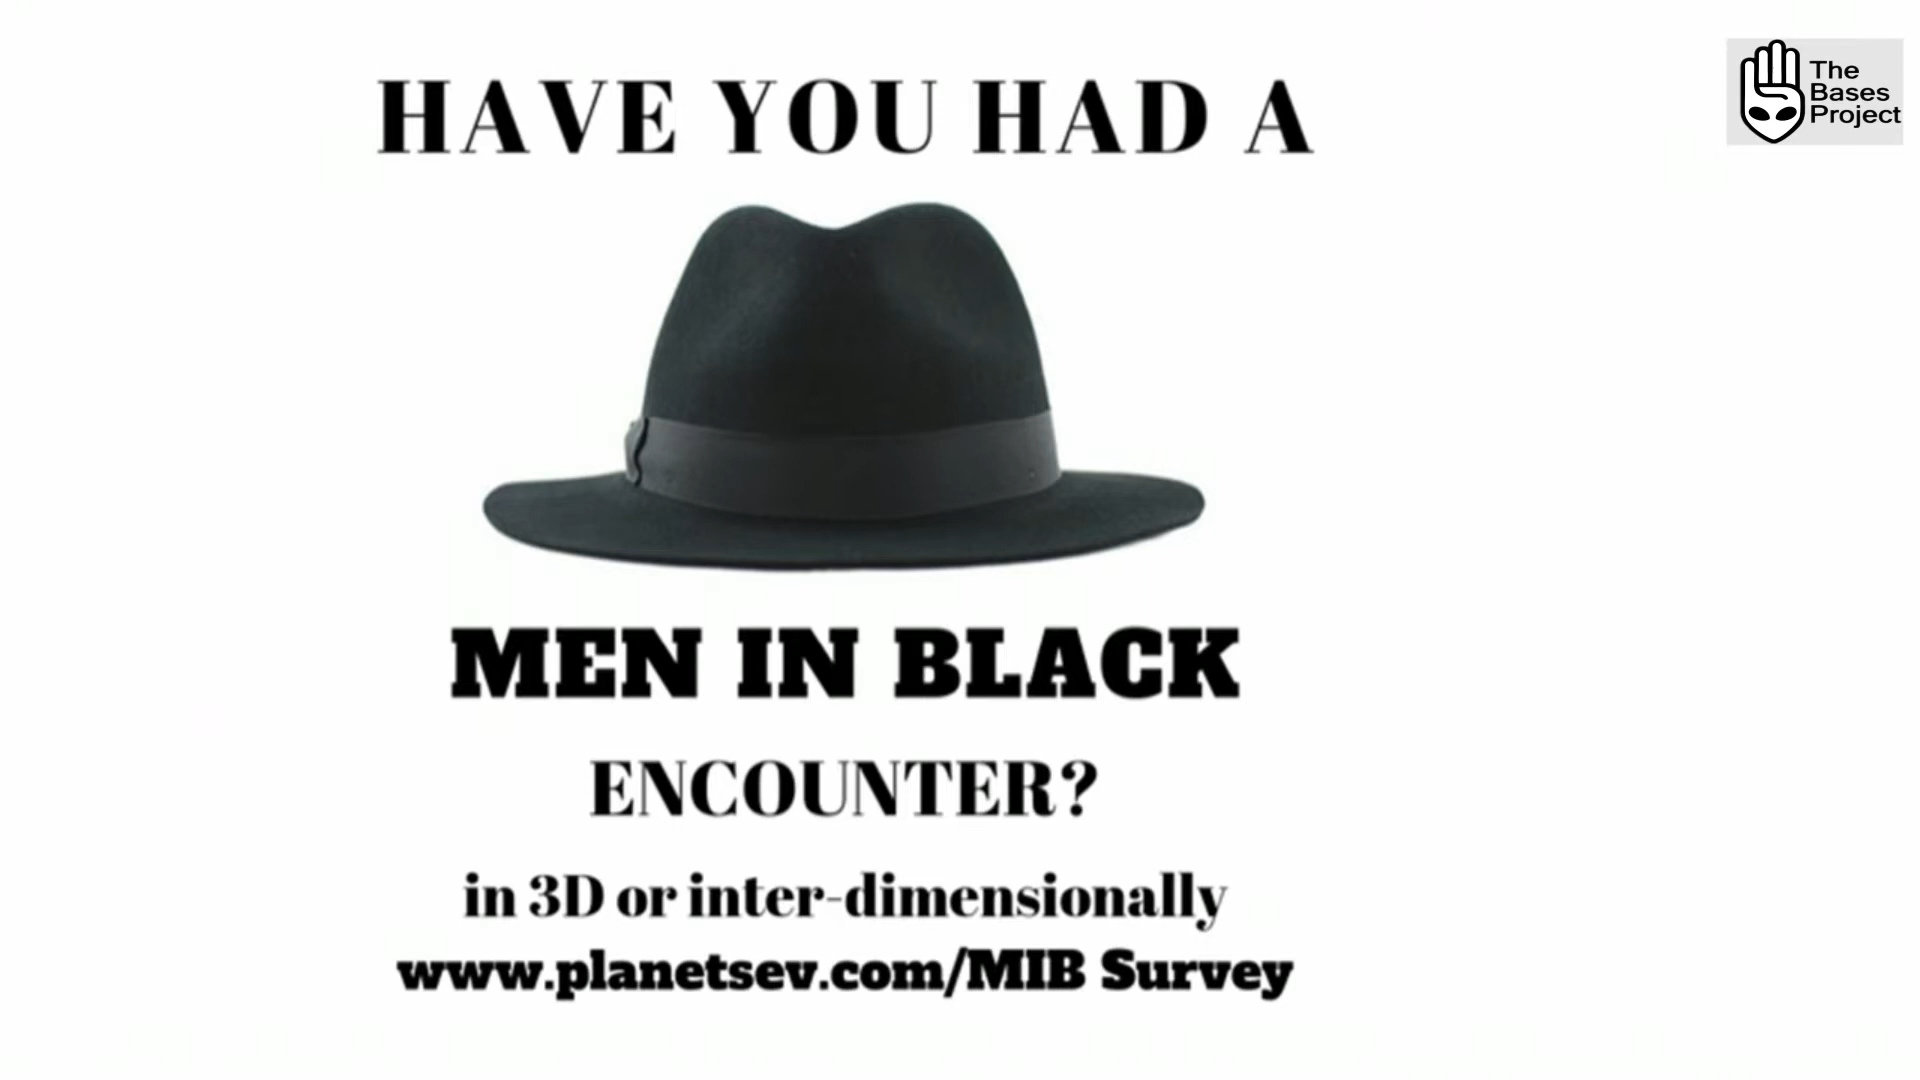 HAVE YOU HAD A
MEN IN BLACK
ENCOUNTER?
in 3D or inter-dimensionally
www.planetsev.com/MIB Survey
The
Bases
Project